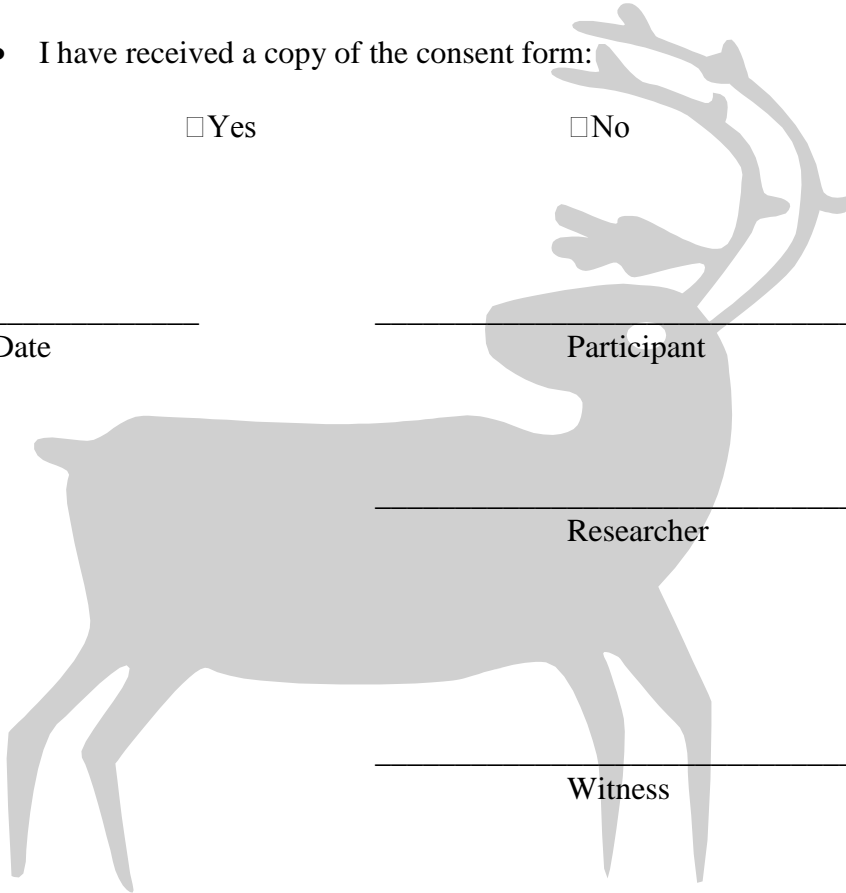 • I have received a copy of the consent form:
□Yes □No
Date Participant
Researcher
Witness